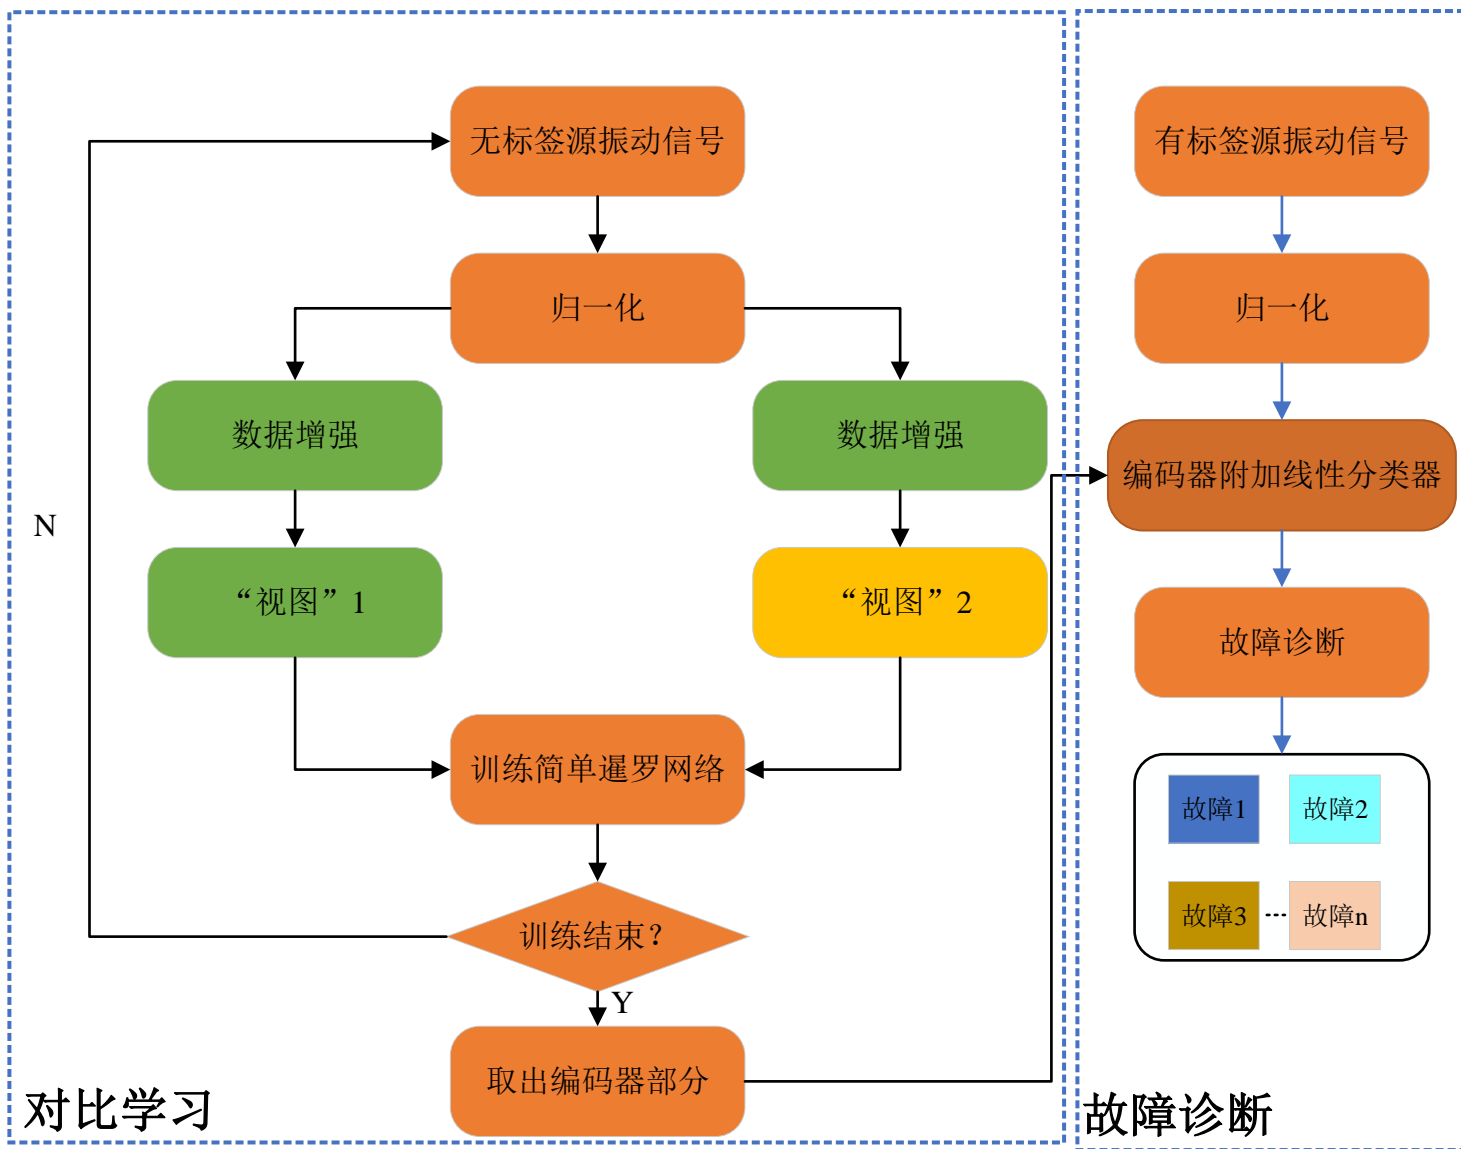 无标签源振动信号
归一化
数据增强
数据增强
N
“视图”1
“视图”2
训练简单暹罗网络
训练结束？
Y
取出编码器部分
对比学习
有标签源振动信号
归一化
编码器附加线性分类器
故障诊断
故障1
故障2
故障3
···
故障n
故障诊断